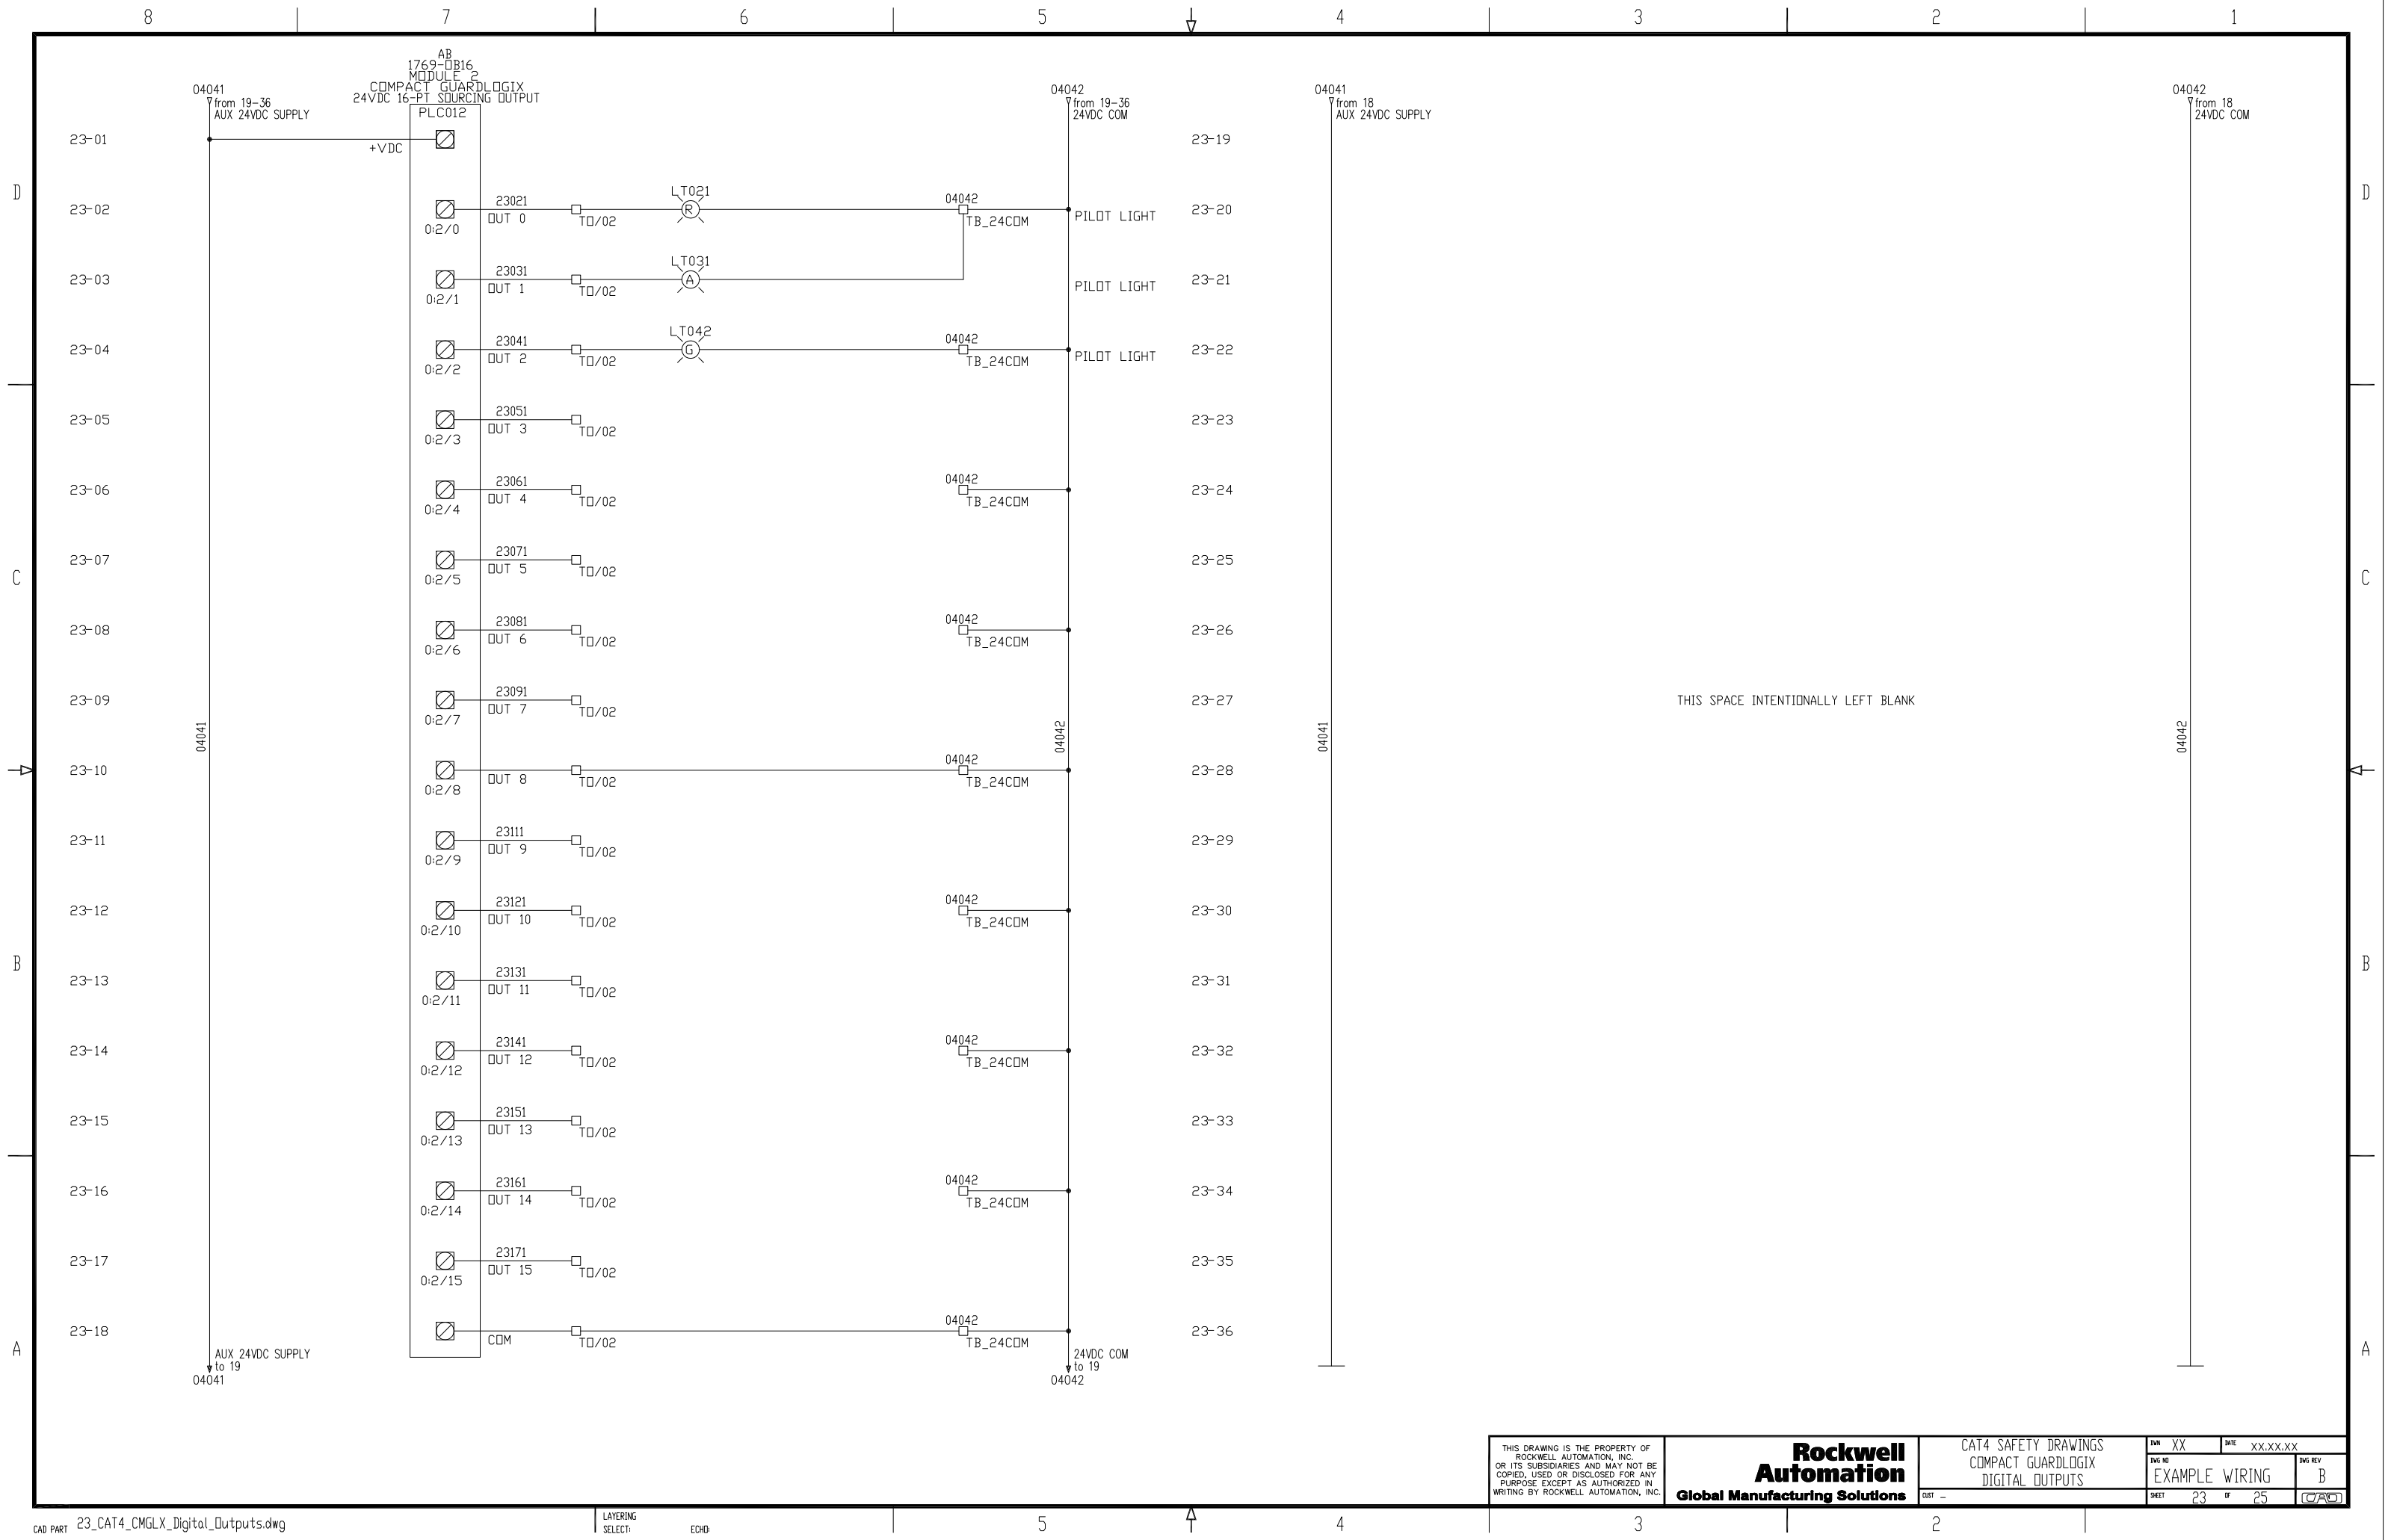 8 7 6 5 4 3 2 1
AB
1769-OB16
MODULE 2
COMPACT GUARDLOGIX
24VDC 16-PT SOURCING OUTPUT
PLC012
04041
from 19-36
AUX 24VDC SUPPLY
04042
from 19-36
24VDC COM
04041
from 18
AUX 24VDC SUPPLY
04042
from 18
24VDC COM
23-01 +VDC 23-19
D D
23-02 0:2/0 23021 OUT 0 TO/02 LT021 R 04042 TB_24COM PILOT LIGHT 23-20
23-03 0:2/1 23031 OUT 1 TO/02 LT031 A PILOT LIGHT 23-21
23-04 0:2/2 23041 OUT 2 TO/02 LT042 G 04042 TB_24COM PILOT LIGHT 23-22
23-05 0:2/3 23051 OUT 3 TO/02 23-23
23-06 0:2/4 23061 OUT 4 TO/02 04042 TB_24COM 23-24
23-07 0:2/5 23071 OUT 5 TO/02 23-25
C C
23-08 0:2/6 23081 OUT 6 TO/02 04042 TB_24COM 23-26
23-09 0:2/7 23091 OUT 7 TO/02 23-27 THIS SPACE INTENTIONALLY LEFT BLANK
04041 04042 04041 04042
23-10 0:2/8 OUT 8 TO/02 04042 TB_24COM 23-28
23-11 0:2/9 23111 OUT 9 TO/02 23-29
23-12 0:2/10 23121 OUT 10 TO/02 04042 TB_24COM 23-30
B B
23-13 0:2/11 23131 OUT 11 TO/02 23-31
23-14 0:2/12 23141 OUT 12 TO/02 04042 TB_24COM 23-32
23-15 0:2/13 23151 OUT 13 TO/02 23-33
23-16 0:2/14 23161 OUT 14 TO/02 04042 TB_24COM 23-34
23-17 0:2/15 23171 OUT 15 TO/02 23-35
23-18 COM TO/02 04042 TB_24COM 23-36
A A
AUX 24VDC SUPPLY
to 19
04041
24VDC COM
to 19
04042
THIS DRAWING IS THE PROPERTY OF
ROCKWELL AUTOMATION, INC.
OR ITS SUBSIDIARIES AND MAY NOT BE
COPIED, USED OR DISCLOSED FOR ANY
PURPOSE EXCEPT AS AUTHORIZED IN
WRITING BY ROCKWELL AUTOMATION, INC.
Rockwell
Automation
Global Manufacturing Solutions
CAT4 SAFETY DRAWINGS
COMPACT GUARDLOGIX
DIGITAL OUTPUTS
CUST -
DWN XX DATE XX.XX.XX
DWG NO EXAMPLE WIRING DWG REV B
SHEET 23 OF 25 CAD
CAD PART 23_CAT4_CMGLX_Digital_Outputs.dwg
LAYERING
SELECT: ECHO:
5 4 3 2